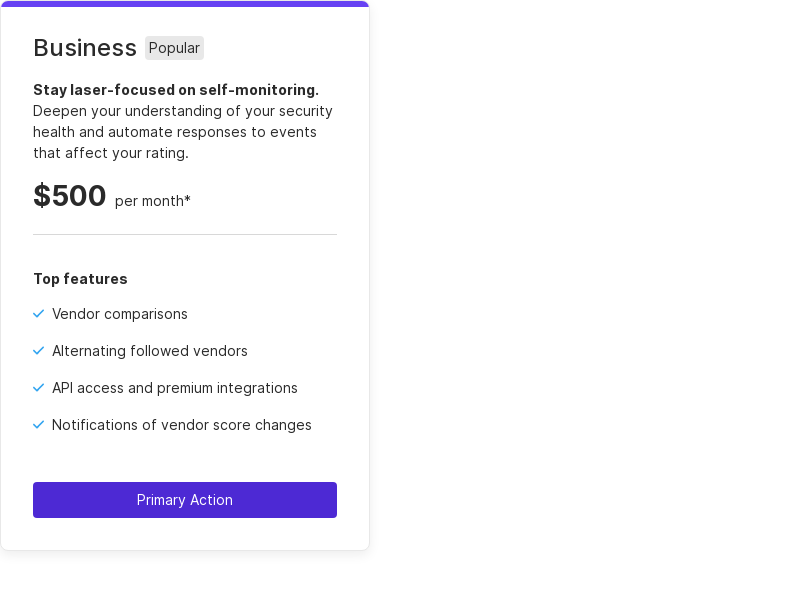 Business Popular
Stay laser-focused on self-monitoring.
Deepen your understanding of your security
health and automate responses to events
that affect your rating.
$500 per month*
Top features
Vendor comparisons
Alternating followed vendors
API access and premium integrations
Notifications of vendor score changes
Primary Action